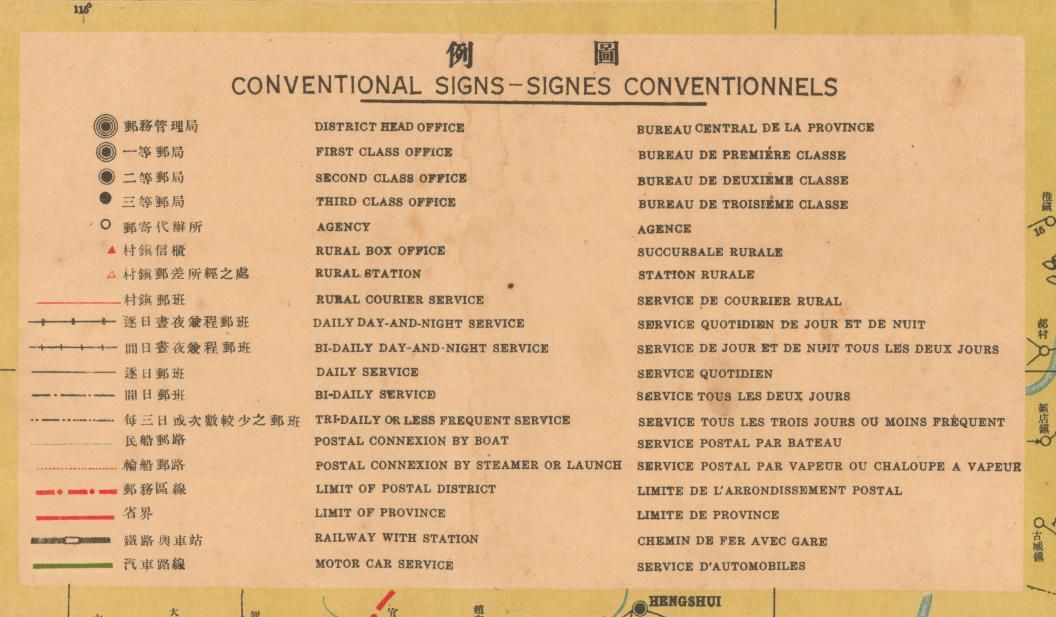 115°
例 圖
CONVENTIONAL SIGNS–SIGNES CONVENTIONNELS
郵務管理局 DISTRICT HEAD OFFICE BUREAU CENTRAL DE LA PROVINCE
一等郵局 FIRST CLASS OFFICE BUREAU DE PREMIÉRE CLASSE
二等郵局 SECOND CLASS OFFICE BUREAU DE DEUXIÉME CLASSE
三等郵局 THIRD CLASS OFFICE BUREAU DE TROISIÉME CLASSE
郵寄代辦所 AGENCY AGENCE
村鎮信櫃 RURAL BOX OFFICE SUCCURSALE RURALE
村鎮郵差所經之處 RURAL STATION STATION RURALE
村鎮郵班 RURAL COURIER SERVICE SERVICE DE COURRIER RURAL
逐日晝夜兼程郵班 DAILY DAY-AND-NIGHT SERVICE SERVICE QUOTIDIEN DE JOUR ET DE NUIT
間日晝夜兼程郵班 BI-DAILY DAY-AND-NIGHT SERVICE SERVICE DE JOUR ET DE NUIT TOUS LES DEUX JOURS
逐日郵班 DAILY SERVICE SERVICE QUOTIDIEN
間日郵班 BI-DAILY SERVICE SERVICE TOUS LES DEUX JOURS
每三日或次數較少之郵班 TRI-DAILY OR LESS FREQUENT SERVICE SERVICE TOUS LES TROIS JOURS OU MOINS FRÉQUENT
民船郵路 POSTAL CONNEXION BY BOAT SERVICE POSTAL PAR BATEAU
輪船郵路 POSTAL CONNEXION BY STEAMER OR LAUNCH SERVICE POSTAL PAR VAPEUR OU CHALOUPE A VAPEUR
郵務區線 LIMIT OF POSTAL DISTRICT LIMITE DE L'ARRONDISSEMENT POSTAL
省界 LIMIT OF PROVINCE LIMITE DE PROVINCE
鐵路與車站 RAILWAY WITH STATION CHEMIN DE FER AVEC GARE
汽車路線 MOTOR CAR SERVICE SERVICE D'AUTOMOBILES
15
新店鎮
古城鎮
HENGSHUI
大